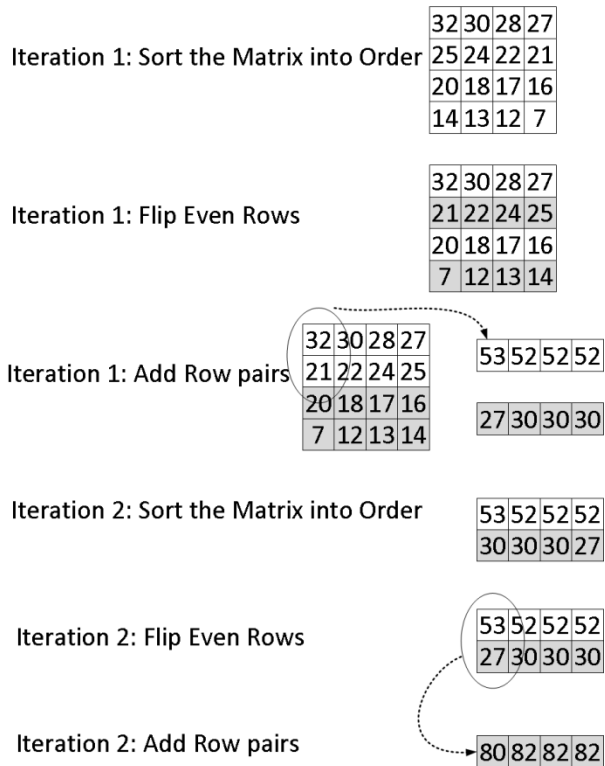 32 30 28 27
Iteration 1: Sort the Matrix into Order 25 24 22 21
20 18 17 16
14 13 12 7
32 30 28 27
Iteration 1: Flip Even Rows 21 22 24 25
20 18 17 16
7 12 13 14
32 30 28 27
53 52 52 52
21 22 24 25
Iteration 1: Add Row pairs
20 18 17 16
27 30 30 30
7 12 13 14
Iteration 2: Sort the Matrix into Order 53 52 52 52
30 30 30 27
Iteration 2: Flip Even Rows 53 52 52 52
27 30 30 30
Iteration 2: Add Row pairs 80 82 82 82